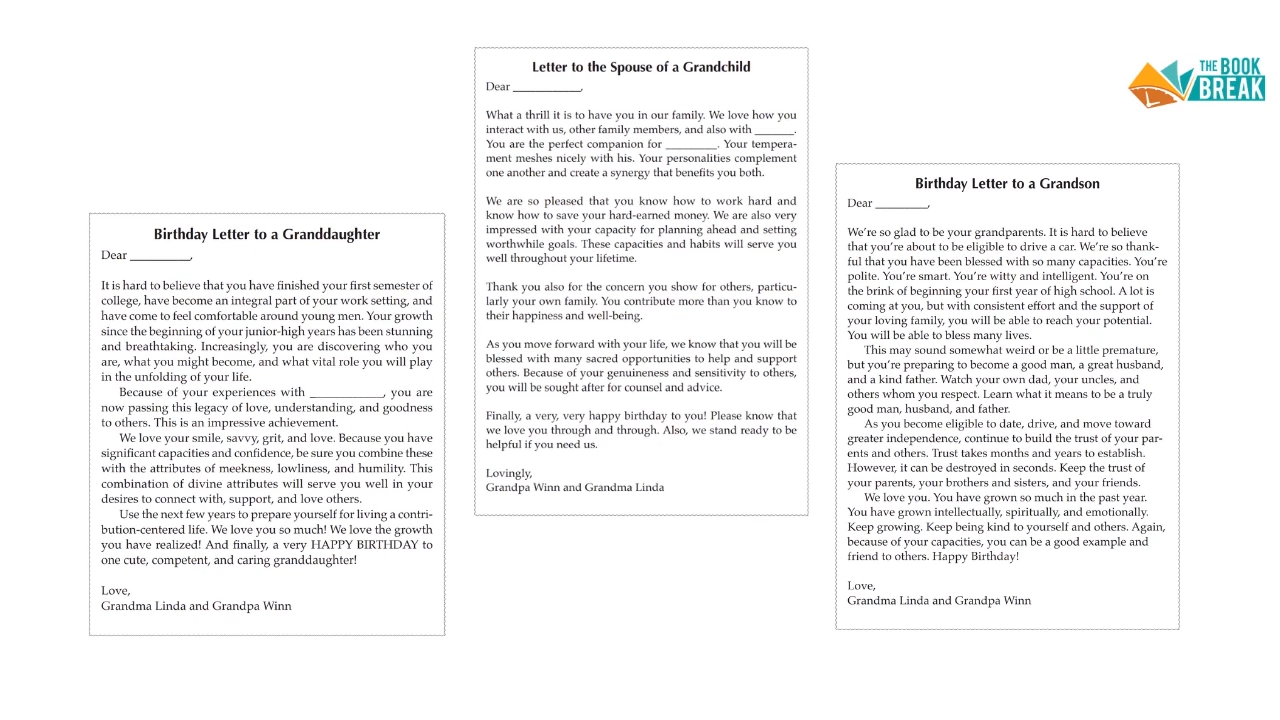 Birthday Letter to a Granddaughter
Dear __________,
It is hard to believe that you have finished your first semester of
college, have become an integral part of your work setting, and
have come to feel comfortable around young men. Your growth
since the beginning of your junior-high years has been stunning
and breathtaking. Increasingly, you are discovering who you
are, what you might become, and what vital role you will play
in the unfolding of your life.
Because of your experiences with ____________, you are
now passing this legacy of love, understanding, and goodness
to others. This is an impressive achievement.
We love your smile, savvy, grit, and love. Because you have
significant capacities and confidence, be sure you combine these
with the attributes of meekness, lowliness, and humility. This
combination of divine attributes will serve you well in your
desires to connect with, support, and love others.
Use the next few years to prepare yourself for living a contri-
bution-centered life. We love you so much! We love the growth
you have realized! And finally, a very HAPPY BIRTHDAY to
one cute, competent, and caring granddaughter!
Love,
Grandma Linda and Grandpa Winn
Letter to the Spouse of a Grandchild
Dear ____________,
What a thrill it is to have you in our family. We love how you
interact with us, other family members, and also with _______.
You are the perfect companion for _________. Your tempera-
ment meshes nicely with his. Your personalities complement
one another and create a synergy that benefits you both.
We are so pleased that you know how to work hard and
know how to save your hard-earned money. We are also very
impressed with your capacity for planning ahead and setting
worthwhile goals. These capacities and habits will serve you
well throughout your lifetime.
Thank you also for the concern you show for others, particu-
larly your own family. You contribute more than you know to
their happiness and well-being.
As you move forward with your life, we know that you will be
blessed with many sacred opportunities to help and support
others. Because of your genuineness and sensitivity to others,
you will be sought after for counsel and advice.
Finally, a very, very happy birthday to you! Please know that
we love you through and through. Also, we stand ready to be
helpful if you need us.
Lovingly,
Grandpa Winn and Grandma Linda
THE BOOK
BREAK
Birthday Letter to a Grandson
Dear _________,
We're so glad to be your grandparents. It is hard to believe
that you're about to be eligible to drive a car. We're so thank-
ful that you have been blessed with so many capacities. You're
polite. You're smart. You're witty and intelligent. You're on
the brink of beginning your first year of high school. A lot is
coming at you, but with consistent effort and the support of
your loving family, you will be able to reach your potential.
You will be able to bless many lives.
This may sound somewhat weird or be a little premature,
but you're preparing to become a good man, a great husband,
and a kind father. Watch your own dad, your uncles, and
others whom you respect. Learn what it means to be a truly
good man, husband, and father.
As you become eligible to date, drive, and move toward
greater independence, continue to build the trust of your par-
ents and others. Trust takes months and years to establish.
However, it can be destroyed in seconds. Keep the trust of
your parents, your brothers and sisters, and your friends.
We love you. You have grown so much in the past year.
You have grown intellectually, spiritually, and emotionally.
Keep growing. Keep being kind to yourself and others. Again,
because of your capacities, you can be a good example and
friend to others. Happy Birthday!
Love,
Grandma Linda and Grandpa Winn